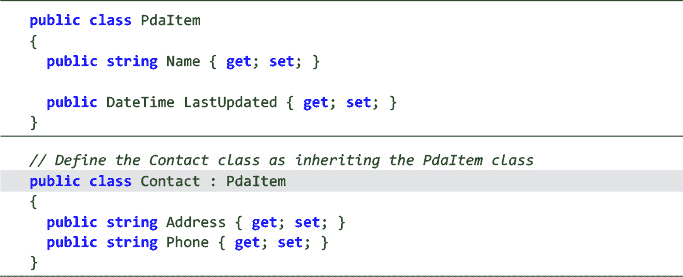 public class PdaItem
{
public string Name { get; set; }
public DateTime LastUpdated { get; set; }
}
// Define the Contact class as inheriting the PdaItem class
public class Contact : PdaItem
{
public string Address { get; set; }
public string Phone { get; set; }
}